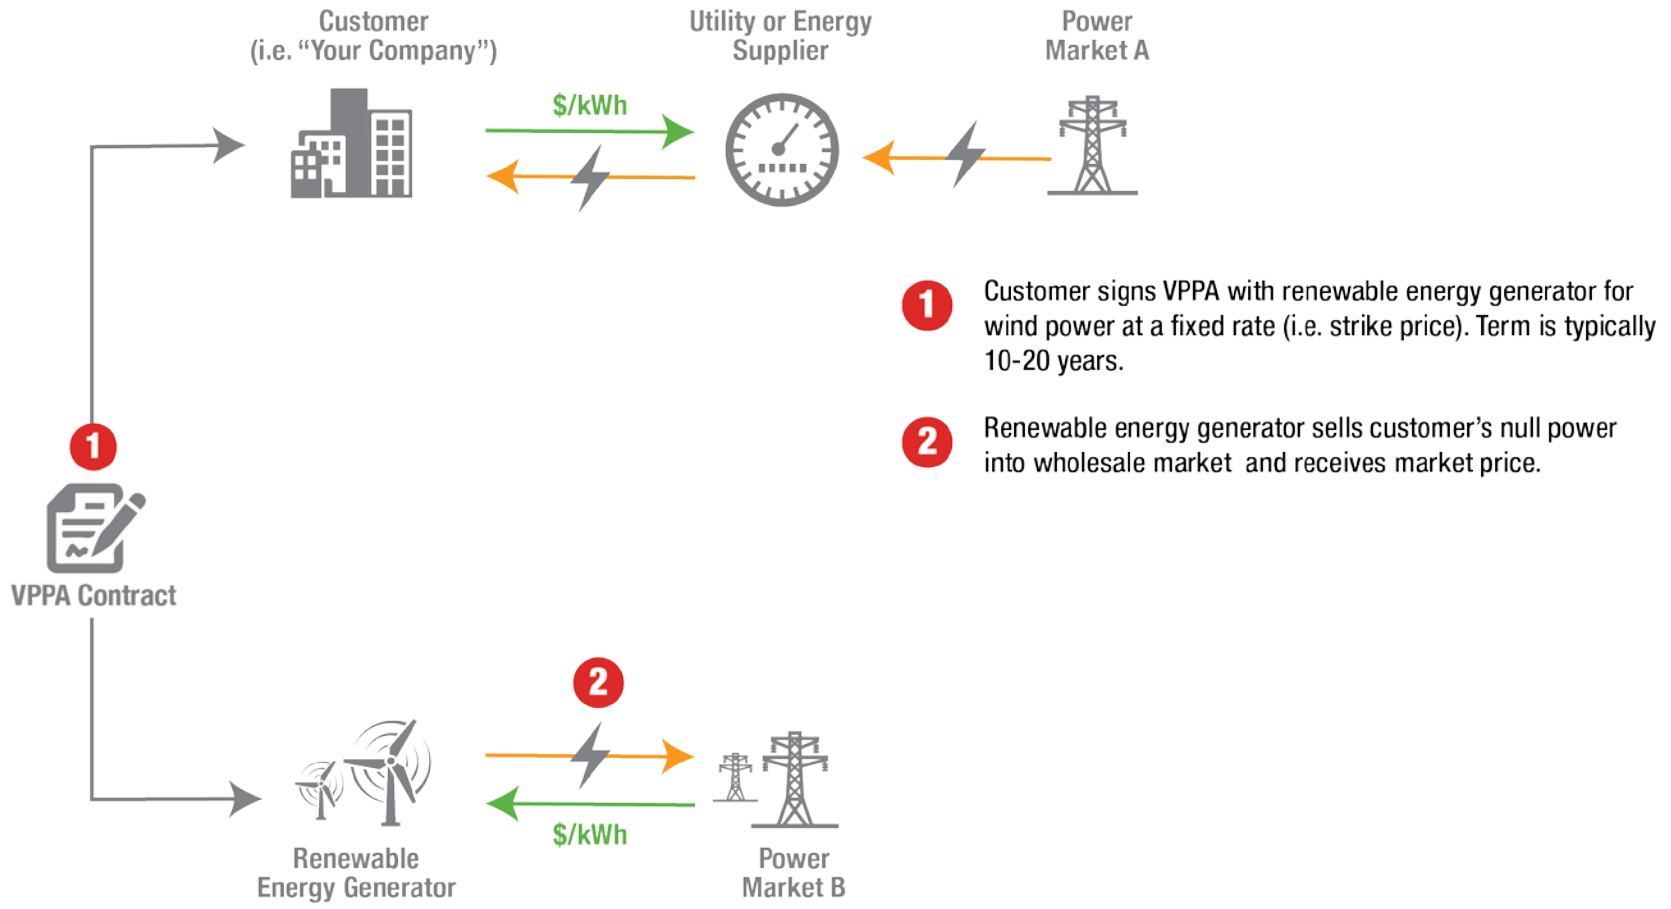 Customer
(i.e. “Your Company”)
Utility or Energy
Supplier
Power
Market A
$/kWh
1
Customer signs VPPA with renewable energy generator for
wind power at a fixed rate (i.e. strike price). Term is typically
10-20 years.
2
Renewable energy generator sells customer’s null power
into wholesale market and receives market price.
1
VPPA Contract
2
$/kWh
Renewable
Energy Generator
Power
Market B